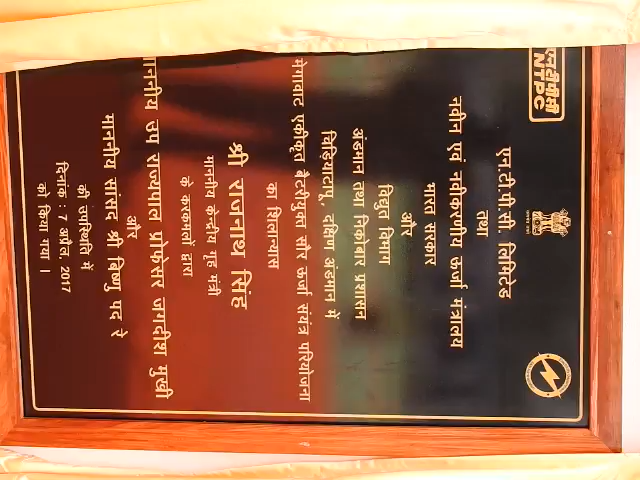 एनटीपीसी
NTPC
एन.टी.पी.सी. लिमिटेड
तथा
नवीन एवं नवीकरणीय ऊर्जा मंत्रालय
भारत सरकार
और
विद्युत विभाग
अंडमान तथा निकोबार प्रशासन
चिड़ियाटापू, दक्षिण अंडमान में
मेगावाट एकीकृत बैटरीयुक्त सौर ऊर्जा संयंत्र परियोजना
का शिलान्यास
श्री राजनाथ सिंह
माननीय केन्द्रीय गृह मंत्री
के करकमलों द्वारा
माननीय उप राज्यपाल प्रोफेसर जगदीश मुखी
और
माननीय सांसद श्री बिष्णु पद रे
की उपस्थिति में
दिनांक : 7 अप्रैल 2017
को किया गया ।